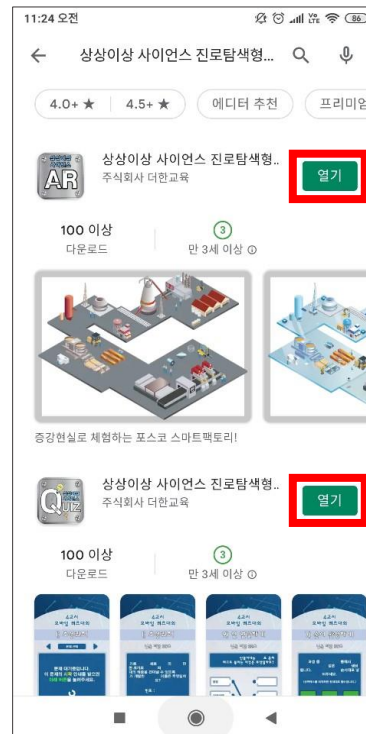 11:24 오전
86
상상이상 사이언스 진로탐색형...
4.0+ ★
4.5+ ★
에디터 추천
프리미엄
상상이상 사이언스 진로탐색형..
주식회사 더한교육
열기
AR
100 이상
다운로드
3
만 3세 이상
증강현실로 체험하는 포스코 스마트팩토리!
상상이상 사이언스 진로탐색형..
주식회사 더한교육
열기
QUIZ
100 이상
다운로드
3
만 3세 이상